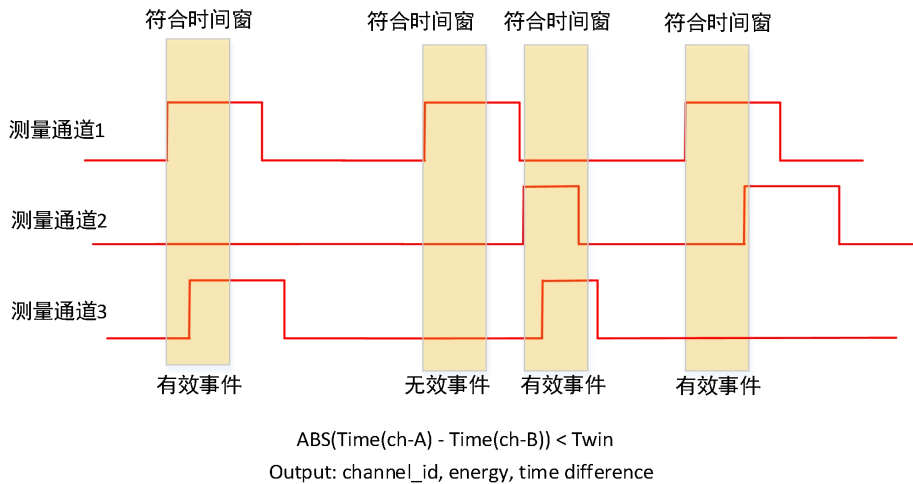 符合时间窗
符合时间窗
符合时间窗
符合时间窗
测量通道1
测量通道2
测量通道3
有效事件
无效事件
有效事件
有效事件
ABS(Time(ch-A) - Time(ch-B)) < Twin
Output: channel_id, energy, time difference